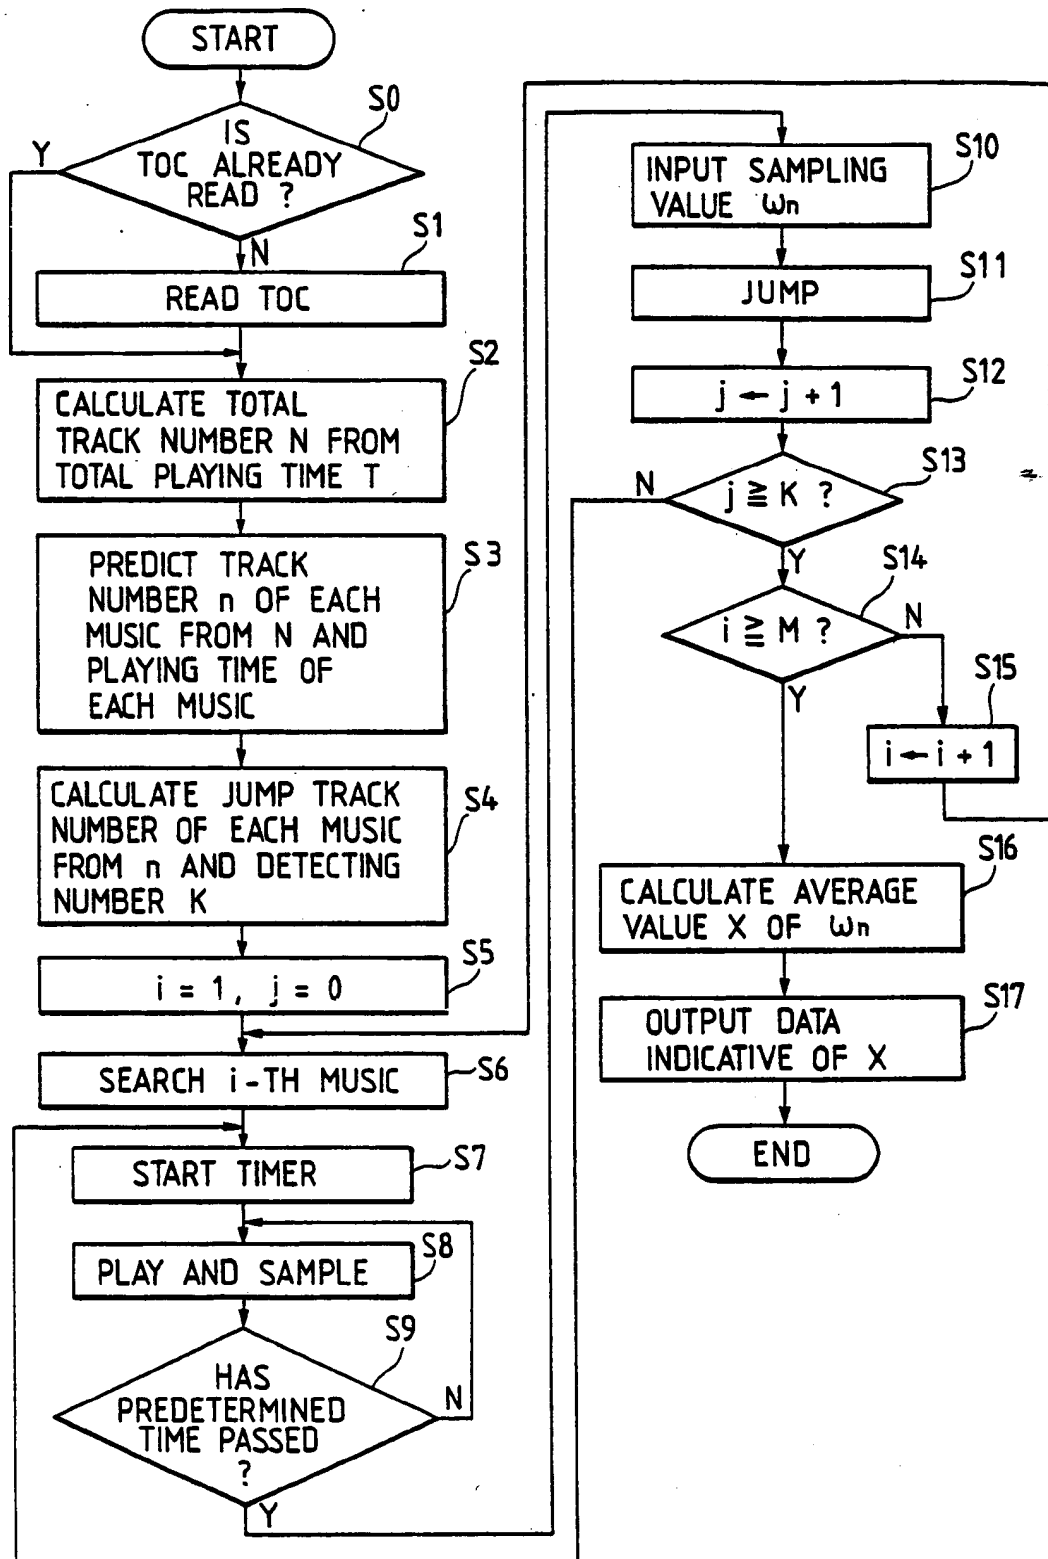 START
S0
IS
TOC ALREADY
READ ?
Y
N
S1
READ TOC
S2
CALCULATE TOTAL
TRACK NUMBER N FROM
TOTAL PLAYING TIME T
S3
PREDICT TRACK
NUMBER n OF EACH
MUSIC FROM N AND
PLAYING TIME OF
EACH MUSIC
S4
CALCULATE JUMP TRACK
NUMBER OF EACH MUSIC
FROM n AND DETECTING
NUMBER K
S5
i = 1, j = 0
S6
SEARCH i-TH MUSIC
S7
START TIMER
S8
PLAY AND SAMPLE
S9
HAS
PREDETERMINED
TIME PASSED
?
N
Y
S10
INPUT SAMPLING
VALUE ωn
S11
JUMP
S12
j ← j + 1
S13
j ≧ K ?
N
Y
S14
i ≧ M ?
N
Y
S15
i ← i + 1
S16
CALCULATE AVERAGE
VALUE X OF ωn
S17
OUTPUT DATA
INDICATIVE OF X
END